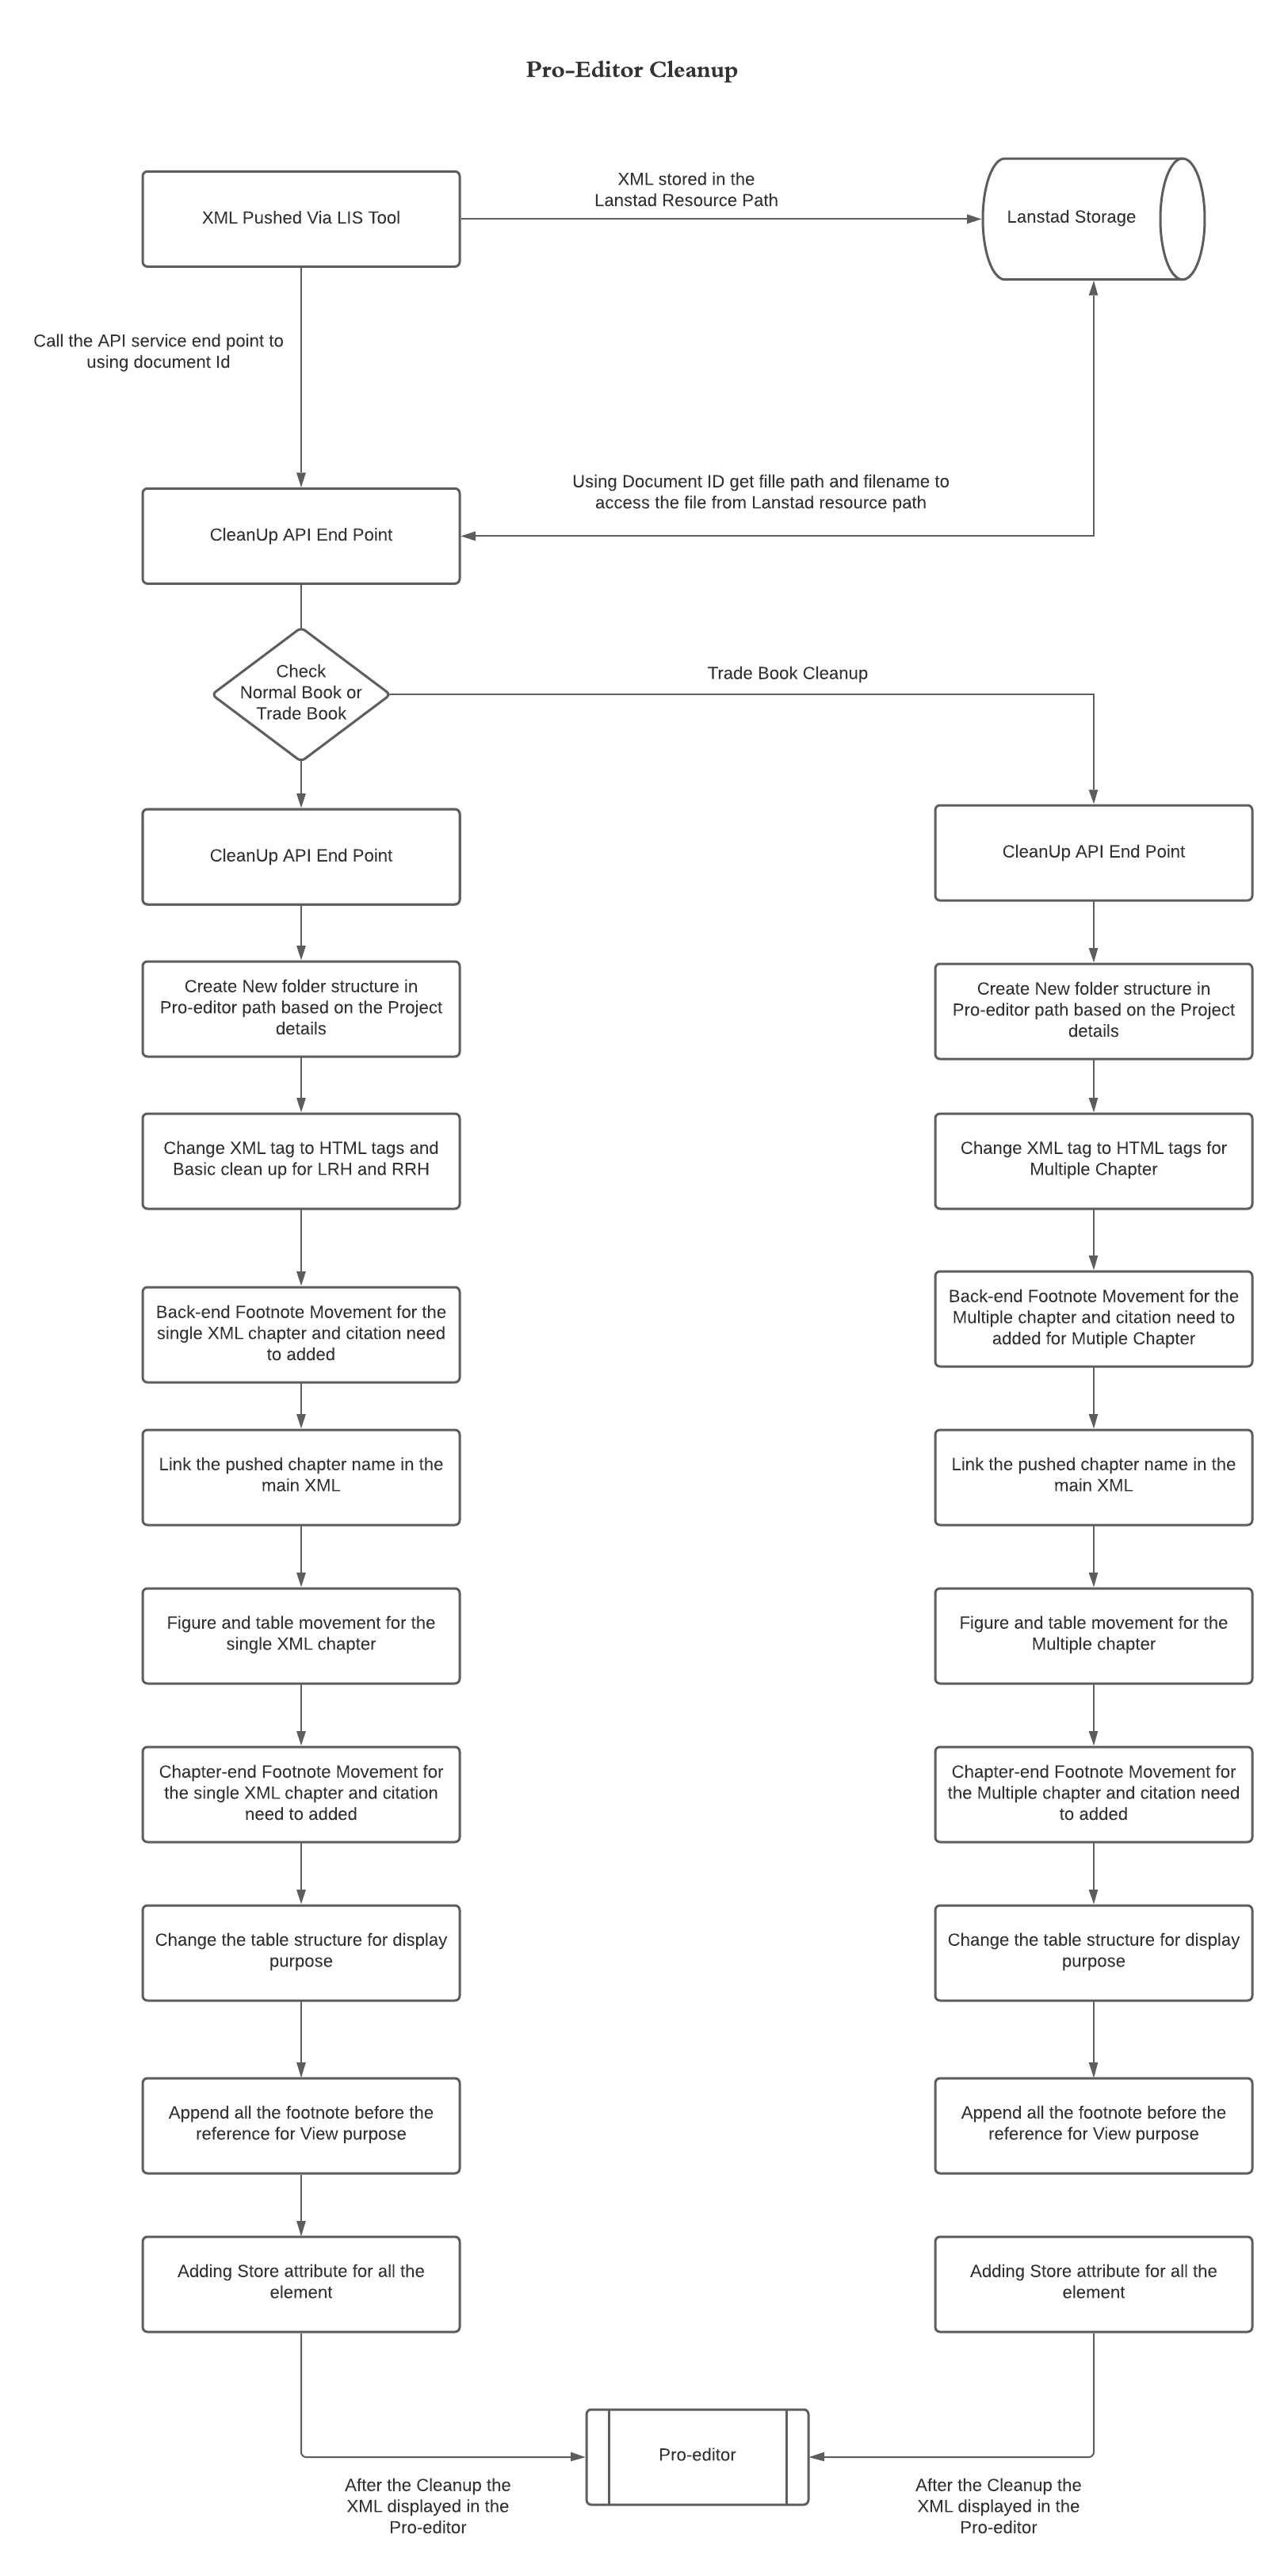 Pro-Editor Cleanup
XML Pushed Via LIS Tool
XML stored in the
Lanstad Resource Path
Lanstad Storage
Call the API service end point to
using document Id
Using Document ID get fille path and filename to
access the file from Lanstad resource path
CleanUp API End Point
Check
Normal Book or
Trade Book
Trade Book Cleanup
CleanUp API End Point
Create New folder structure in
Pro-editor path based on the Project
details
Change XML tag to HTML tags and
Basic clean up for LRH and RRH
Back-end Footnote Movement for the
single XML chapter and citation need
to added
Link the pushed chapter name in the
main XML
Figure and table movement for the
single XML chapter
Chapter-end Footnote Movement for
the single XML chapter and citation
need to added
Change the table structure for display
purpose
Append all the footnote before the
reference for View purpose
Adding Store attribute for all the
element
CleanUp API End Point
Create New folder structure in
Pro-editor path based on the Project
details
Change XML tag to HTML tags for
Multiple Chapter
Back-end Footnote Movement for the
Multiple chapter and citation need to
added for Mutiple Chapter
Link the pushed chapter name in the
main XML
Figure and table movement for the
Multiple chapter
Chapter-end Footnote Movement for
the Multiple chapter and citation need
to added
Change the table structure for display
purpose
Append all the footnote before the
reference for View purpose
Adding Store attribute for all the
element
Pro-editor
After the Cleanup the
XML displayed in the
Pro-editor
After the Cleanup the
XML displayed in the
Pro-editor